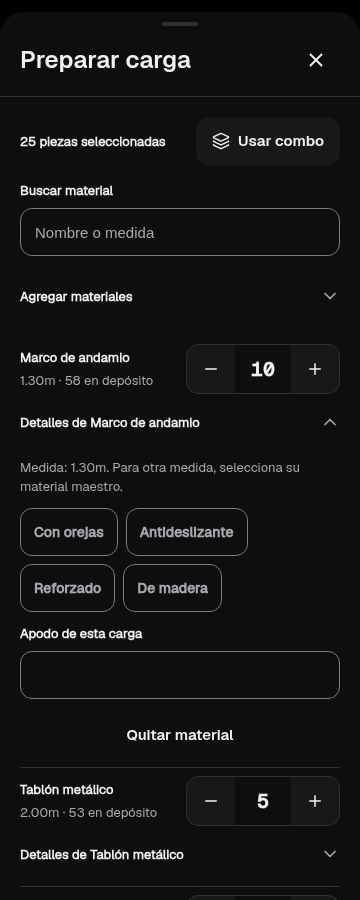 Preparar carga
25 piezas seleccionadas
Usar combo
Buscar material
Nombre o medida
Agregar materiales
Marco de andamio
1.30m · 58 en depósito
10
Detalles de Marco de andamio
Medida: 1.30m. Para otra medida, selecciona su
material maestro.
Con orejas
Antideslizante
Reforzado
De madera
Apodo de esta carga
Quitar material
Tablón metálico
2.00m · 53 en depósito
5
Detalles de Tablón metálico